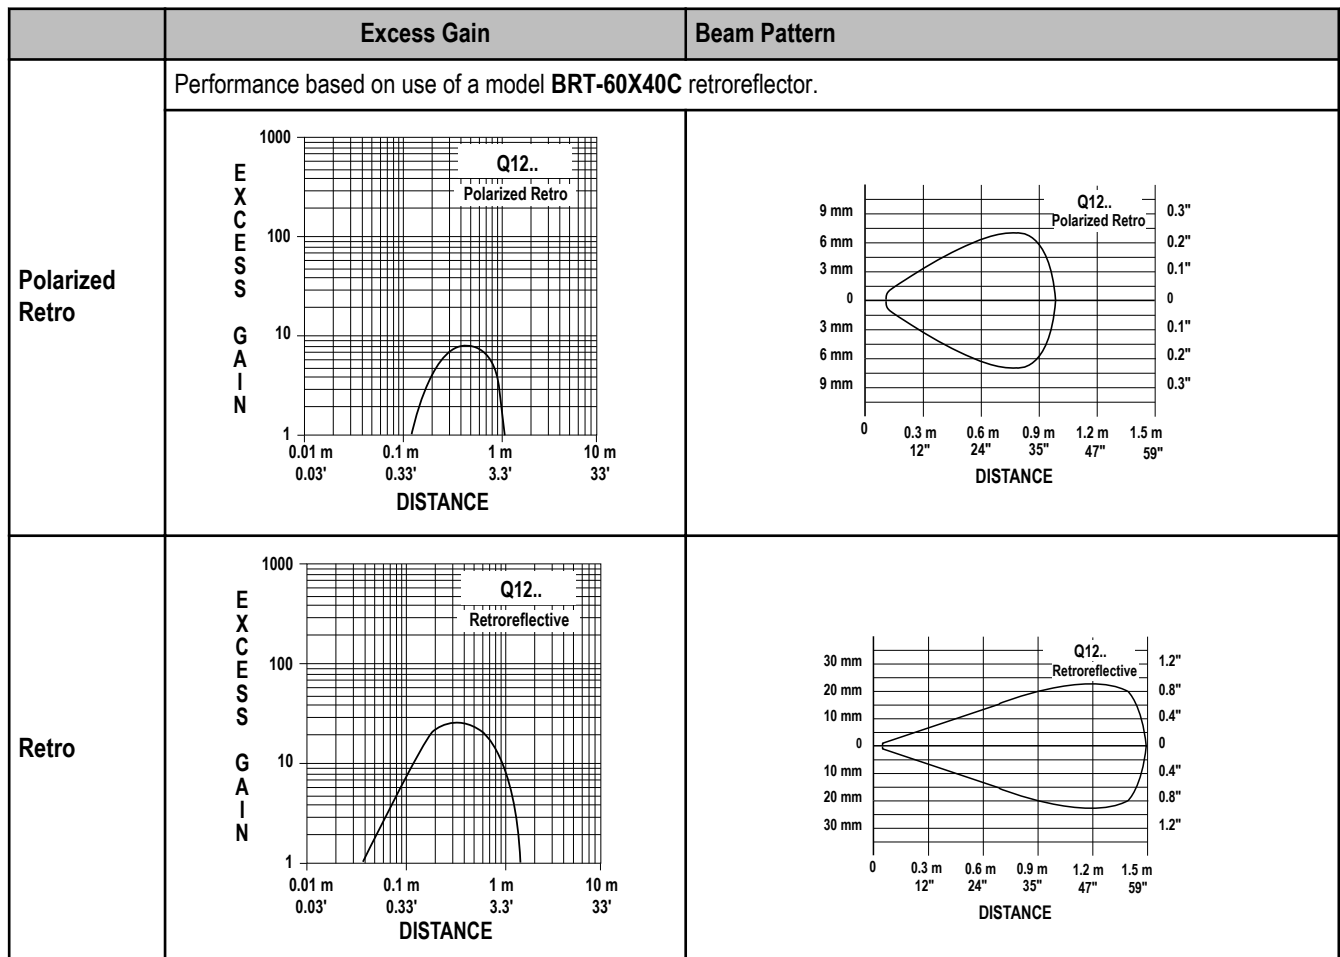 Excess Gain
Beam Pattern
Performance based on use of a model BRT-60X40C retroreflector.
Polarized
Retro
EXCESS GAIN
1000
100
10
1
Q12..
Polarized Retro
0.01 m 0.1 m 1 m 10 m
0.03' 0.33' 3.3' 33'
DISTANCE
9 mm
6 mm
3 mm
0
3 mm
6 mm
9 mm
Q12..
Polarized Retro
0.3"
0.2"
0.1"
0
0.1"
0.2"
0.3"
0 0.3 m 0.6 m 0.9 m 1.2 m 1.5 m
12" 24" 35" 47" 59"
DISTANCE
Retro
EXCESS GAIN
1000
100
10
1
Q12..
Retroreflective
0.01 m 0.1 m 1 m 10 m
0.03' 0.33' 3.3' 33'
DISTANCE
30 mm
20 mm
10 mm
0
10 mm
20 mm
30 mm
Q12..
Retroreflective
1.2"
0.8"
0.4"
0
0.4"
0.8"
1.2"
0 0.3 m 0.6 m 0.9 m 1.2 m 1.5 m
12" 24" 35" 47" 59"
DISTANCE